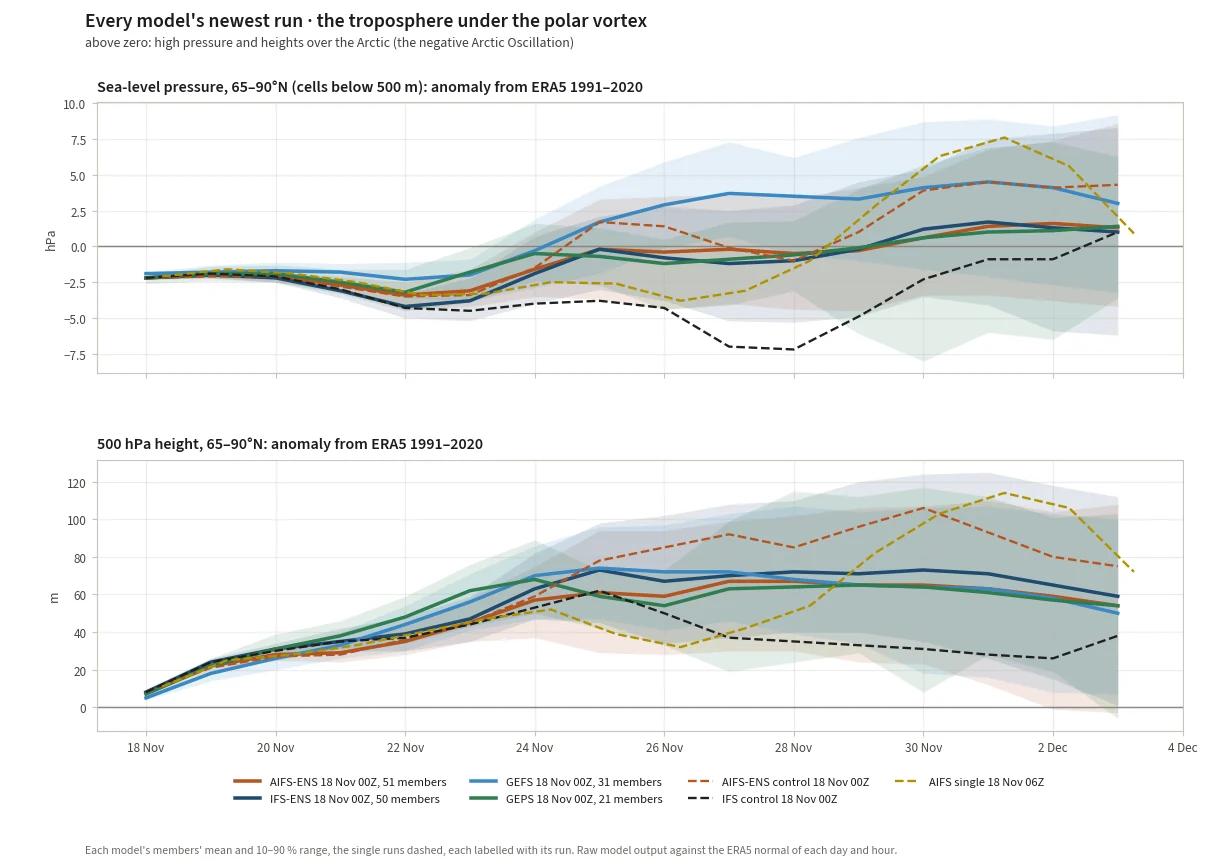 Every model's newest run · the troposphere under the polar vortex
above zero: high pressure and heights over the Arctic (the negative Arctic Oscillation)
Sea-level pressure, 65–90°N (cells below 500 m): anomaly from ERA5 1991–2020
10.0
7.5
5.0
2.5
0.0
−2.5
−5.0
−7.5
hPa
500 hPa height, 65–90°N: anomaly from ERA5 1991–2020
120
100
80
60
40
20
0
m
18 Nov 20 Nov 22 Nov 24 Nov 26 Nov 28 Nov 30 Nov 2 Dec 4 Dec
AIFS-ENS 18 Nov 00Z, 51 members GEFS 18 Nov 00Z, 31 members AIFS-ENS control 18 Nov 00Z AIFS single 18 Nov 06Z
IFS-ENS 18 Nov 00Z, 50 members GEPS 18 Nov 00Z, 21 members IFS control 18 Nov 00Z
Each model's members' mean and 10–90 % range, the single runs dashed, each labelled with its run. Raw model output against the ERA5 normal of each day and hour.